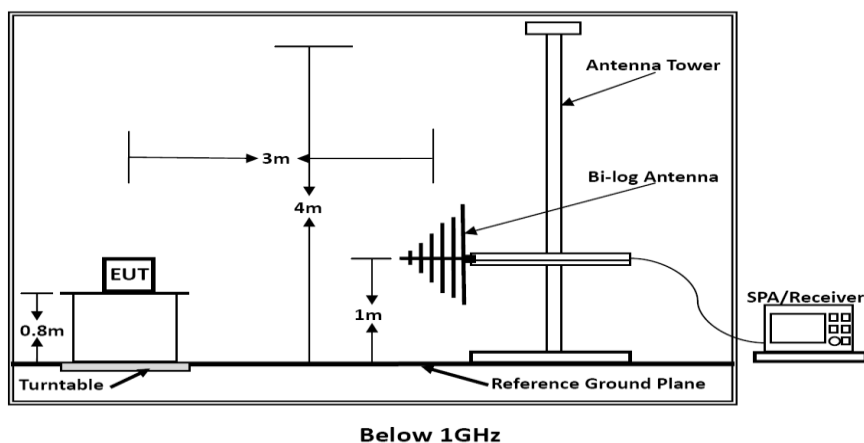 Antenna Tower
3m
Bi-log Antenna
4m
EUT
SPA/Receiver
0.8m
1m
Turntable
Reference Ground Plane
Below 1GHz